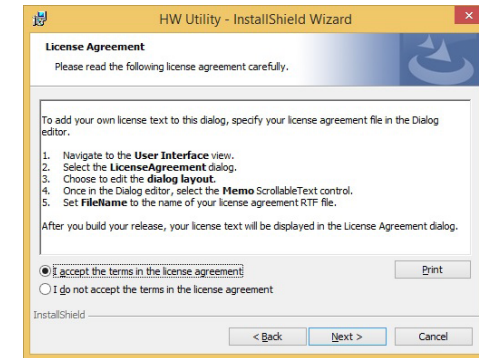 HW Utility - InstallShield Wizard
License Agreement
Please read the following license agreement carefully.
To add your own license text to this dialog, specify your license agreement file in the Dialog
editor.
1. Navigate to the User Interface view.
2. Select the LicenseAgreement dialog.
3. Choose to edit the dialog layout.
4. Once in the Dialog editor, select the Memo ScrollableText control.
5. Set FileName to the name of your license agreement RTF file.
After you build your release, your license text will be displayed in the License Agreement dialog.
I accept the terms in the license agreement
Print
I do not accept the terms in the license agreement
InstallShield
< Back
Next >
Cancel